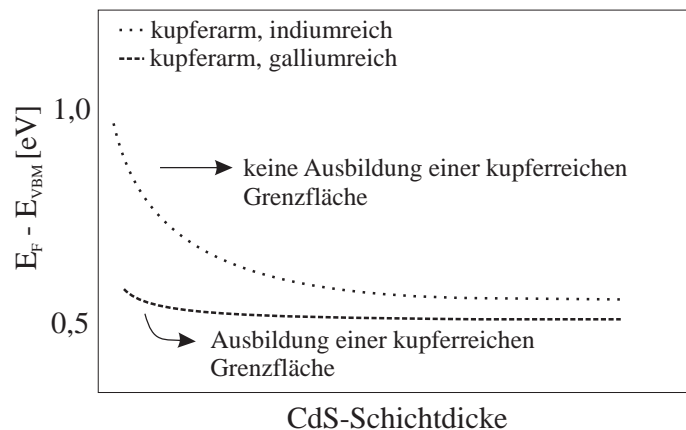 kupferarm, indiumreich
kupferarm, galliumreich
1,0
E_F - E_VBM [eV]
keine Ausbildung einer kupferreichen
Grenzfläche
0,5
Ausbildung einer kupferreichen
Grenzfläche
CdS-Schichtdicke